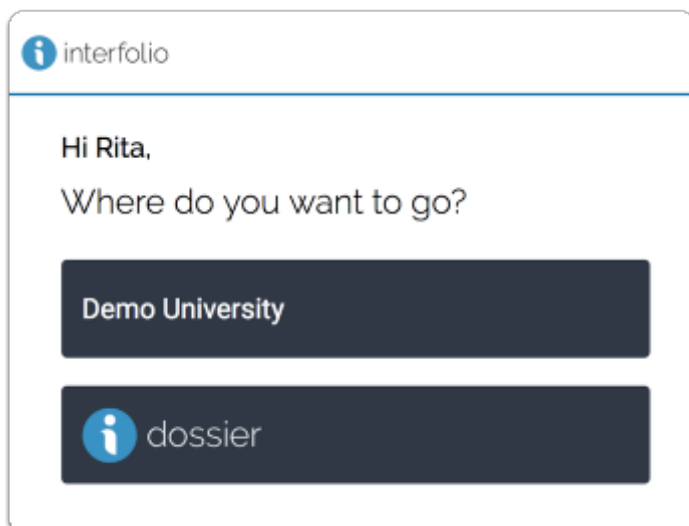 interfolio
Hi Rita,
Where do you want to go?
Demo University
dossier